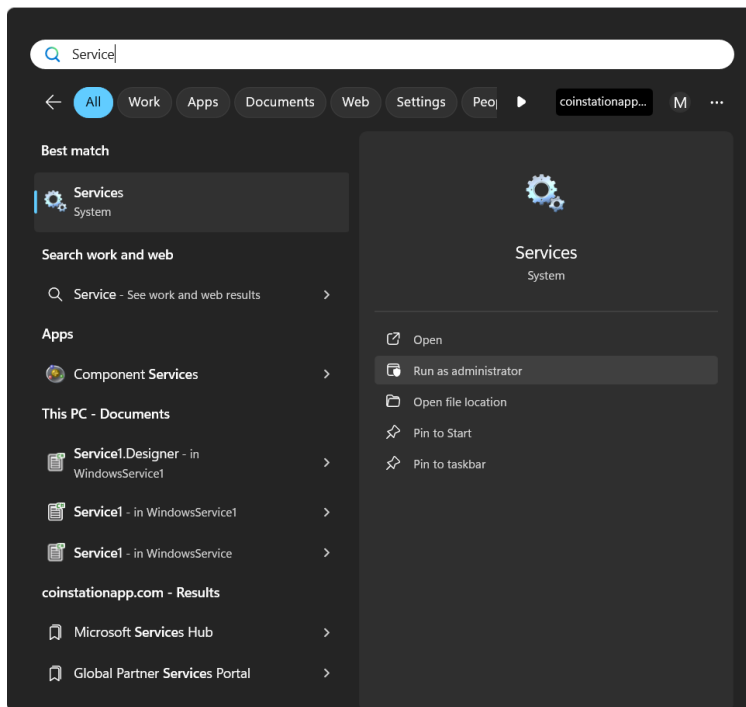 Service
All
Work
Apps
Documents
Web
Settings
coinstationapp...
M
Best match
Services
System
Search work and web
Service - See work and web results
Apps
Component Services
This PC - Documents
Service1.Designer - in
WindowsService1
Service1 - in WindowsService1
Service1 - in WindowsService
coinstationapp.com - Results
Microsoft Services Hub
Global Partner Services Portal
Services
System
Open
Run as administrator
Open file location
Pin to Start
Pin to taskbar